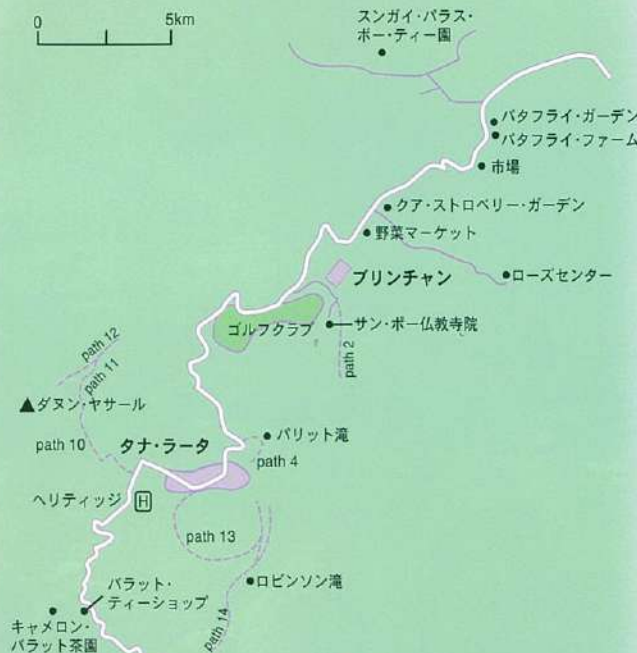 0 5km
スンガイ・パラス・
ボー・ティー園
バタフライ・ガーデン
バタフライ・ファーム
市場
クア・ストロベリー・ガーデン
野菜マーケット
ブリンチャン
ローズセンター
ゴルフクラブ
サン・ポー仏教寺院
path 2
path 12
path 11
ダヌン・ヤサール
path 10
タナ・ラータ
パリット滝
path 4
ヘリティッジ
H
path 13
バラット・
ティーショップ
ロビンソン滝
path 14
キャメロン・
バラット茶園